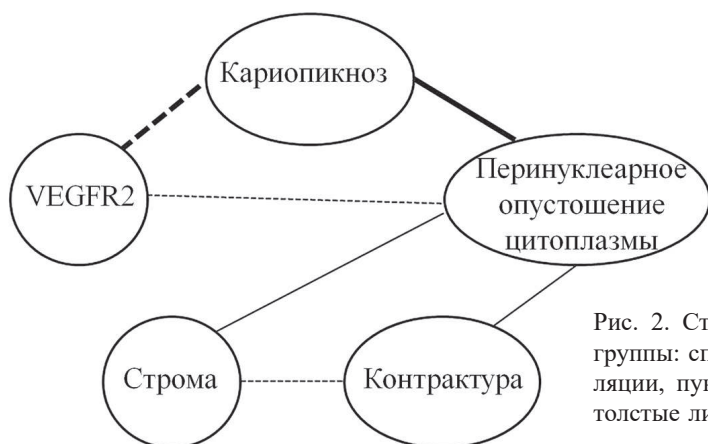 Кариопикноз
VEGFR2
Перинуклеарное
опустошение
цитоплазмы
Строма
Контрактура
Рис. 2. Ст
группы: сп
ляции, пун
толстые ли